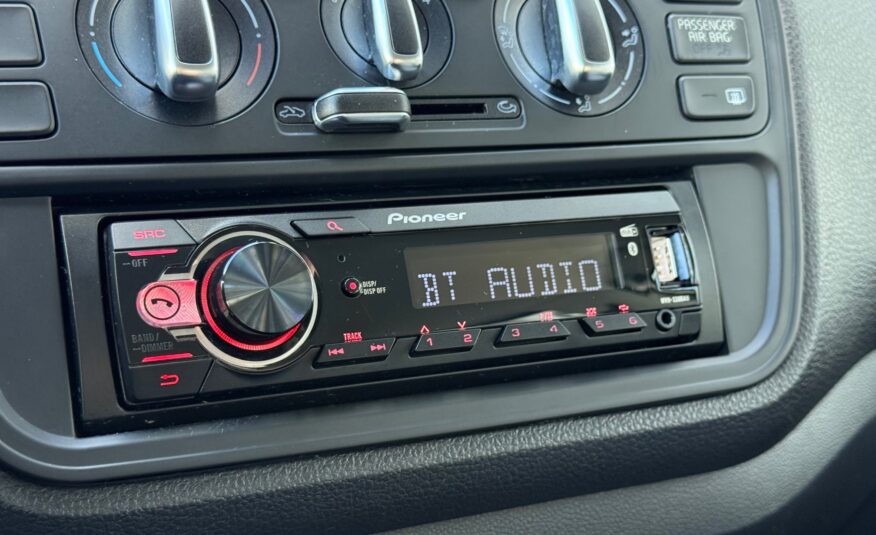 PASSENGER
AIR BAG
Pioneer
SRC
OFF
BT AUDIO
DISP/
DISP OFF
BAND/
DIMMER
TRACK
1 2
3 4
5 6